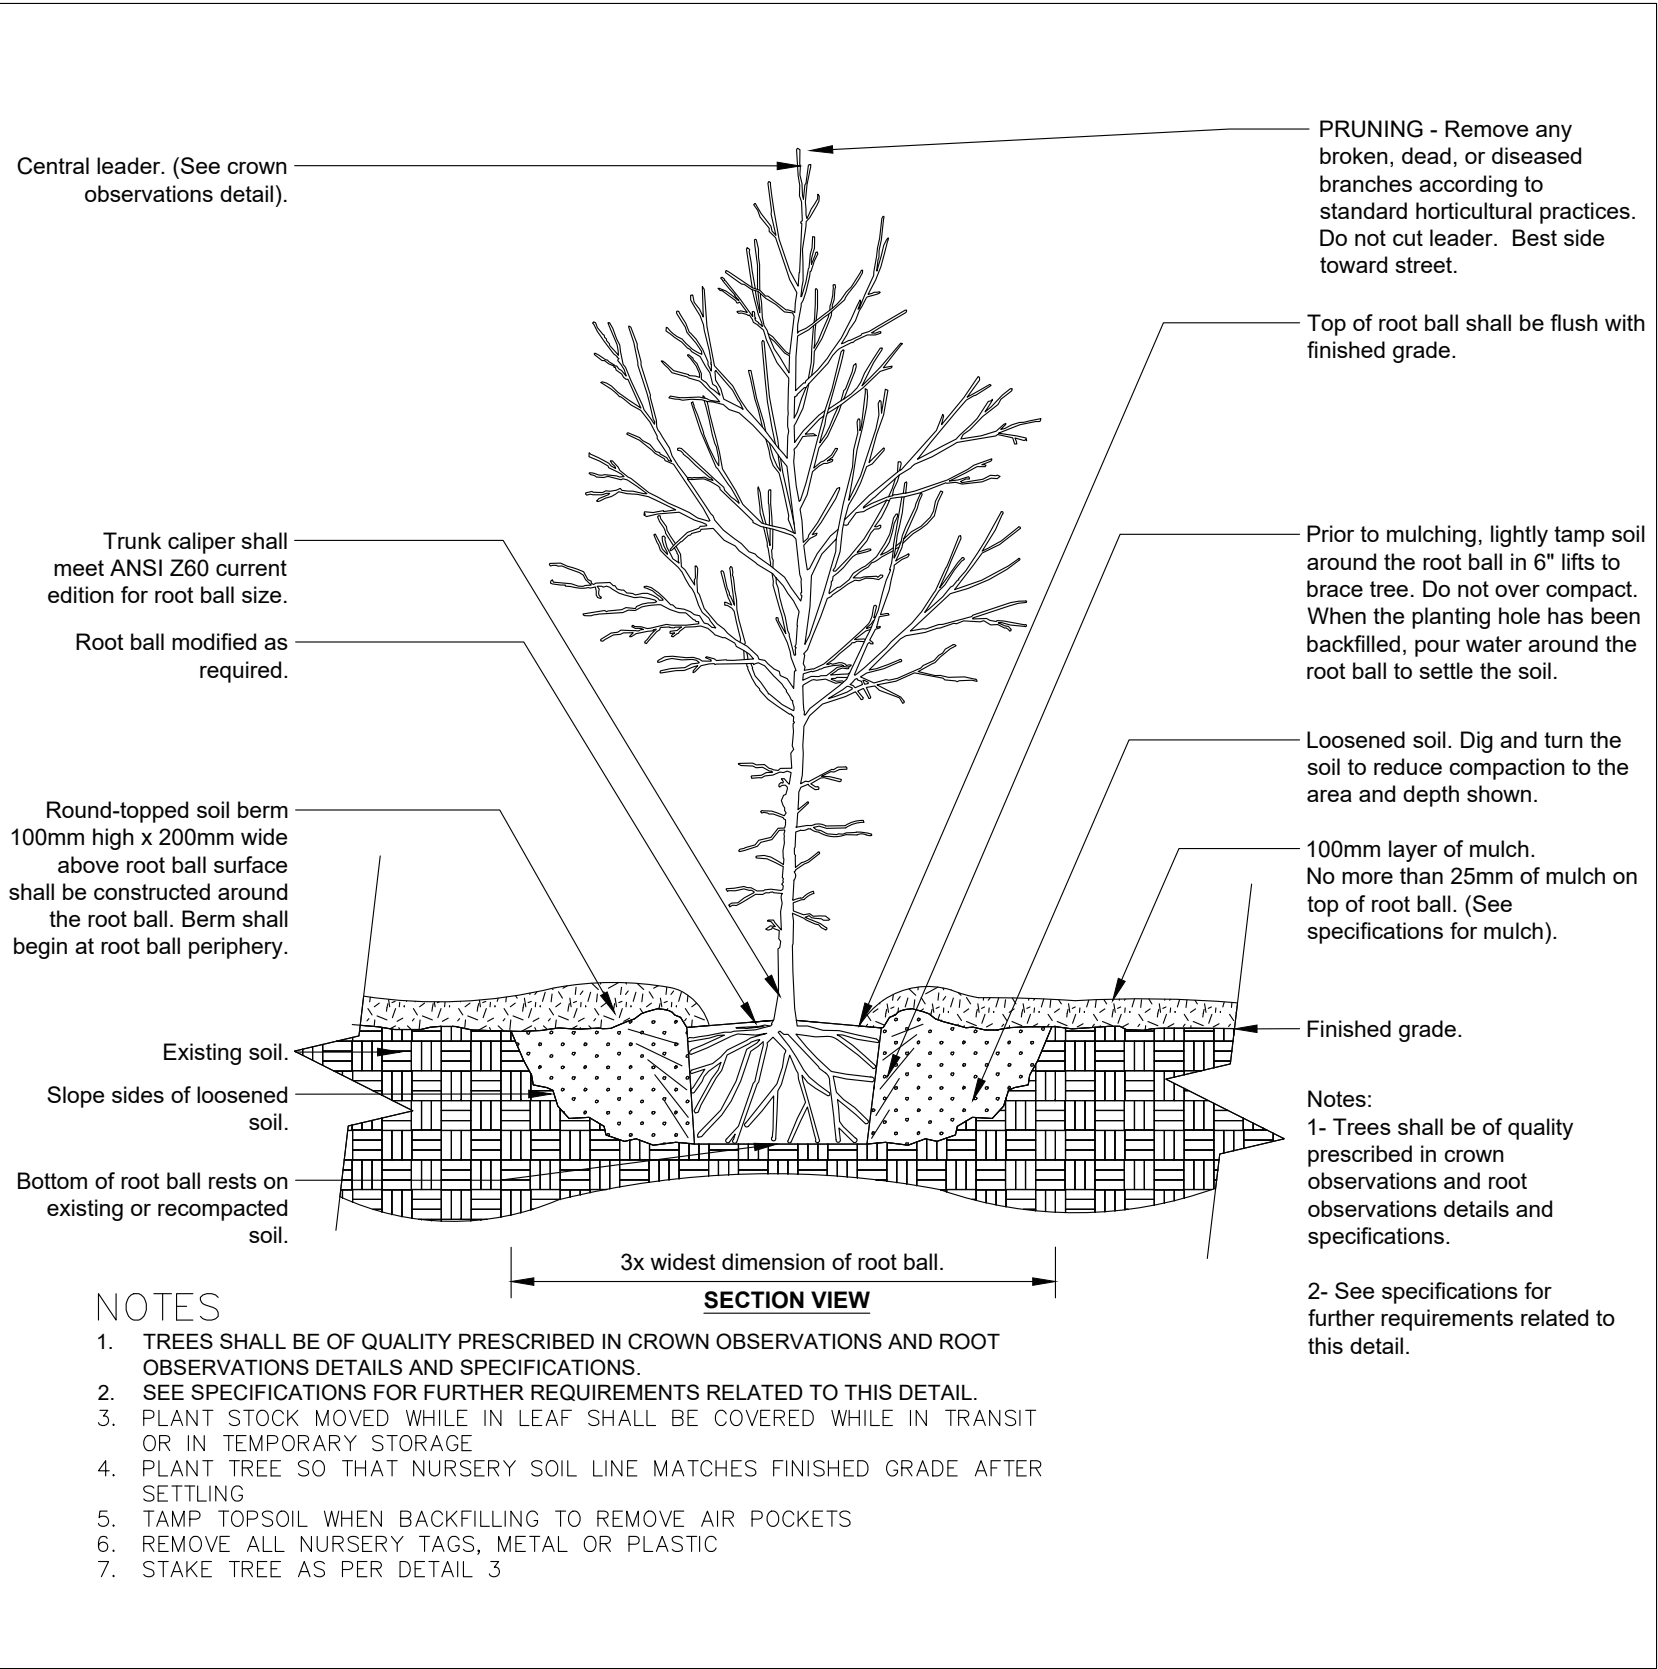 Central leader. (See crown
observations detail).
Trunk caliper shall
meet ANSI Z60 current
edition for root ball size.
Root ball modified as
required.
Round-topped soil berm
100mm high x 200mm wide
above root ball surface
shall be constructed around
the root ball. Berm shall
begin at root ball periphery.
Existing soil.
Slope sides of loosened
soil.
Bottom of root ball rests on
existing or recompacted
soil.
PRUNING - Remove any
broken, dead, or diseased
branches according to
standard horticultural practices.
Do not cut leader.  Best side
toward street.
Top of root ball shall be flush with
finished grade.
Prior to mulching, lightly tamp soil
around the root ball in 6" lifts to
brace tree. Do not over compact.
When the planting hole has been
backfilled, pour water around the
root ball to settle the soil.
Loosened soil. Dig and turn the
soil to reduce compaction to the
area and depth shown.
100mm layer of mulch.
No more than 25mm of mulch on
top of root ball. (See
specifications for mulch).
Finished grade.
Notes:
1- Trees shall be of quality
prescribed in crown
observations and root
observations details and
specifications.
2- See specifications for
further requirements related to
this detail.
3x widest dimension of root ball.
SECTION VIEW
NOTES
1. TREES SHALL BE OF QUALITY PRESCRIBED IN CROWN OBSERVATIONS AND ROOT
OBSERVATIONS DETAILS AND SPECIFICATIONS.
2. SEE SPECIFICATIONS FOR FURTHER REQUIREMENTS RELATED TO THIS DETAIL.
3. PLANT STOCK MOVED WHILE IN LEAF SHALL BE COVERED WHILE IN TRANSIT
OR IN TEMPORARY STORAGE
4. PLANT TREE SO THAT NURSERY SOIL LINE MATCHES FINISHED GRADE AFTER
SETTLING
5. TAMP TOPSOIL WHEN BACKFILLING TO REMOVE AIR POCKETS
6. REMOVE ALL NURSERY TAGS, METAL OR PLASTIC
7. STAKE TREE AS PER DETAIL 3